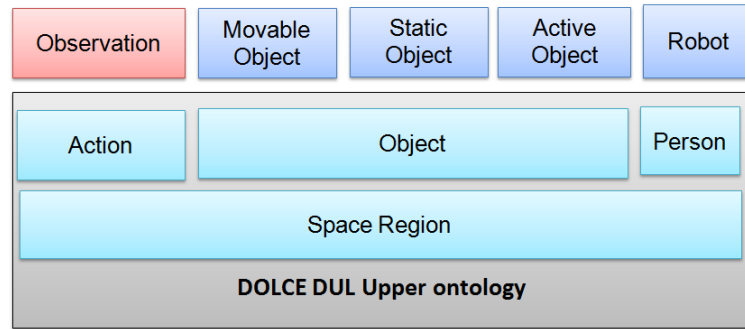 Observation
Movable
Object
Static
Object
Active
Object
Robot
Action
Object
Person
Space Region
DOLCE DUL Upper ontology